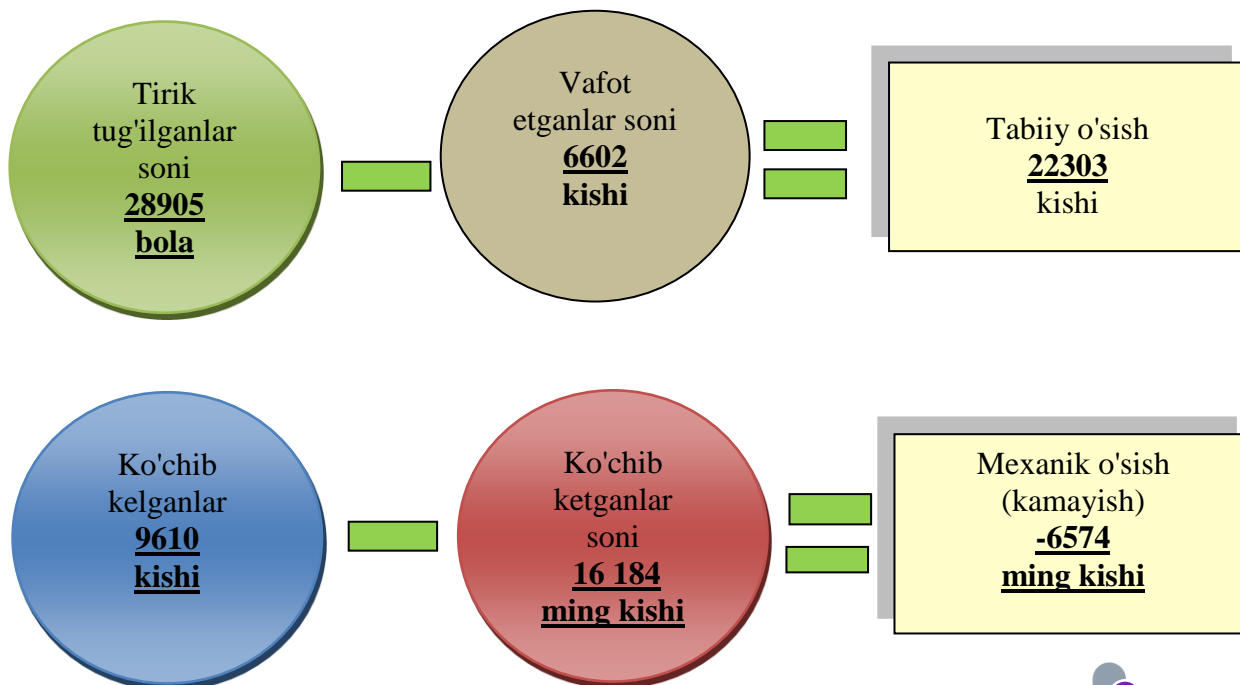 Tirik
tug'ilganlar
soni
28905
bola
Vafot
etganlar soni
6602
kishi
Tabiiy o'sish
22303
kishi
Ko'chib
kelganlar
9610
kishi
Ko'chib
ketganlar
soni
16 184
ming kishi
Mexanik o'sish
(kamayish)
-6574
ming kishi